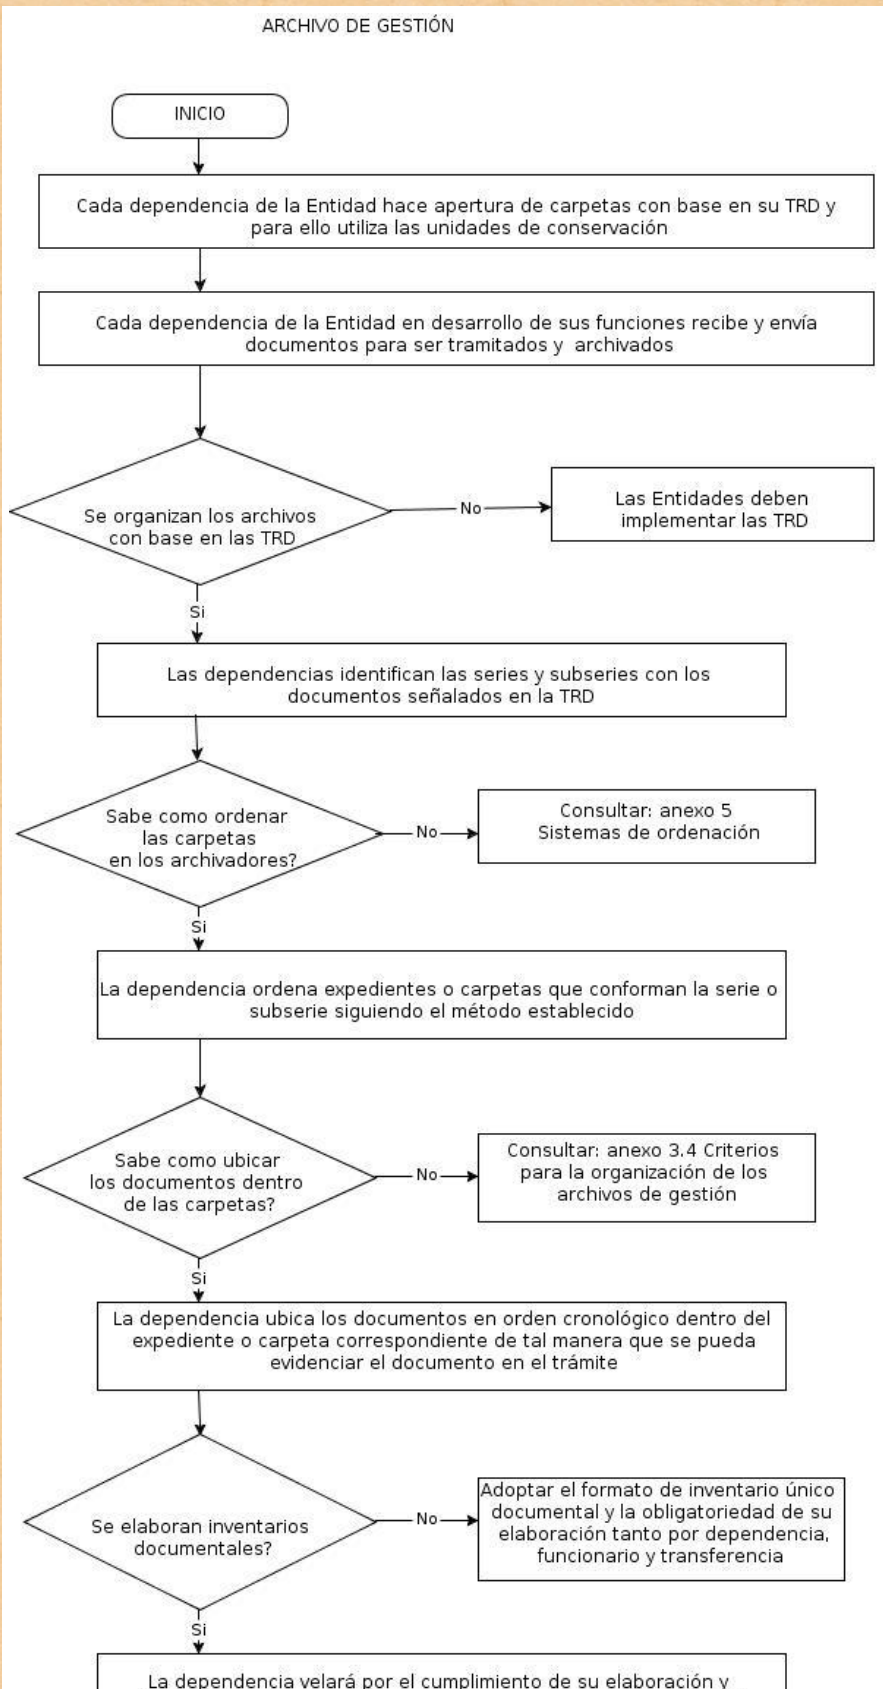 ARCHIVO DE GESTIÓN
INICIO
Cada dependencia de la Entidad hace apertura de carpetas con base en su TRD y
para ello utiliza las unidades de conservación
Cada dependencia de la Entidad en desarrollo de sus funciones recibe y envía
documentos para ser tramitados y archivados
Se organizan los archivos
con base en las TRD
No
Las Entidades deben
implementar las TRD
Si
Las dependencias identifican las series y subseries con los
documentos señalados en la TRD
Sabe como ordenar
las carpetas
en los archivadores?
No
Consultar: anexo 5
Sistemas de ordenación
Si
La dependencia ordena expedientes o carpetas que conforman la serie o
subserie siguiendo el método establecido
Sabe como ubicar
los documentos dentro
de las carpetas?
No
Consultar: anexo 3.4 Criterios
para la organización de los
archivos de gestión
Si
La dependencia ubica los documentos en orden cronológico dentro del
expediente o carpeta correspondiente de tal manera que se pueda
evidenciar el documento en el trámite
Se elaboran inventarios
documentales?
No
Adoptar el formato de inventario único
documental y la obligatoriedad de su
elaboración tanto por dependencia,
funcionario y transferencia
Si
La dependencia velará por el cumplimiento de su elaboración y